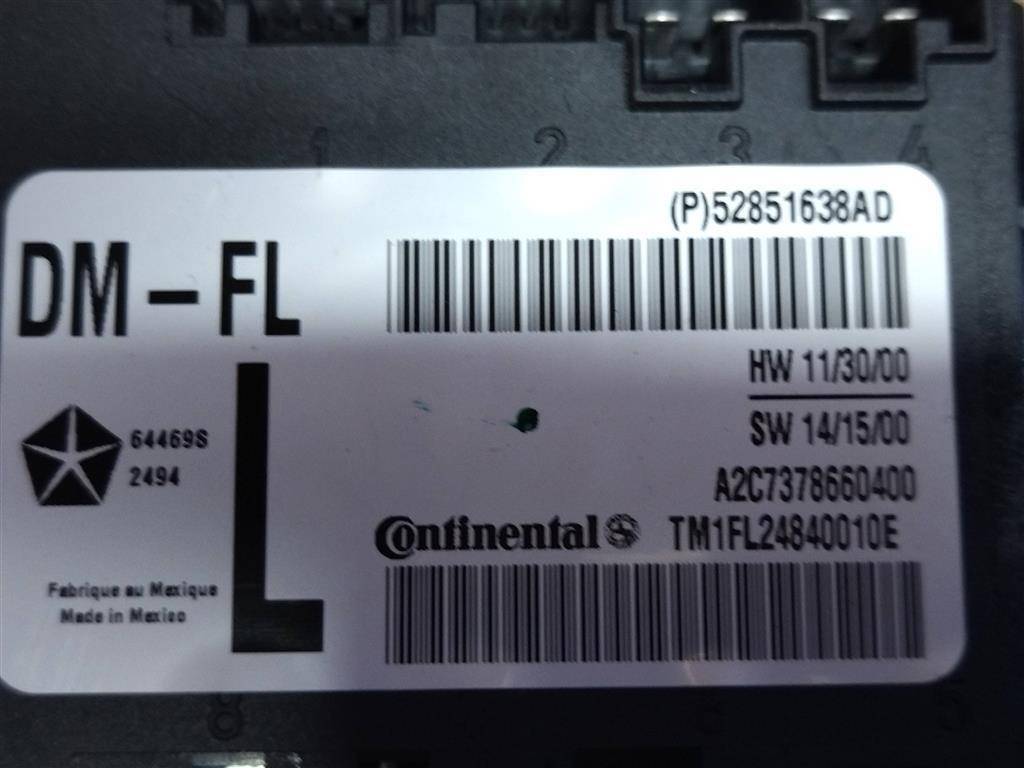 1 2 3 4
(P)52851638AD
DM-FL
HW 11/30/00
SW 14/15/00
64469S
2494
L
A2C7378660400
Continental
TM1FL24840010E
Fabrique au Mexique
Made in Mexico
8